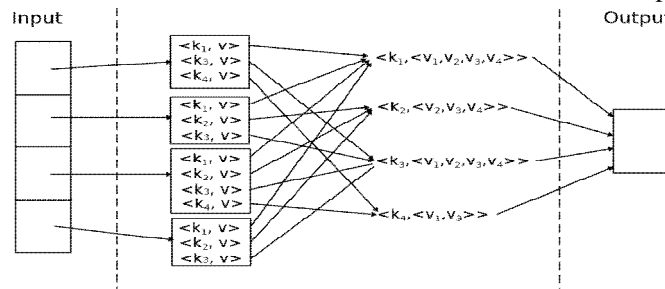 Input
Output
<k₁, v>
<k₃, v>
<k₄, v>
<k₁, v>
<k₂, v>
<k₃, v>
<k₁, v>
<k₂, v>
<k₃, v>
<k₄, v>
<k₁, v>
<k₂, v>
<k₃, v>
<k₁,<v₁,v₂,v₃,v₄>>
<k₂,<v₂,v₃,v₄>>
<k₃,<v₁,v₂,v₃,v₄>
<k₄,<v₁,v₃>>